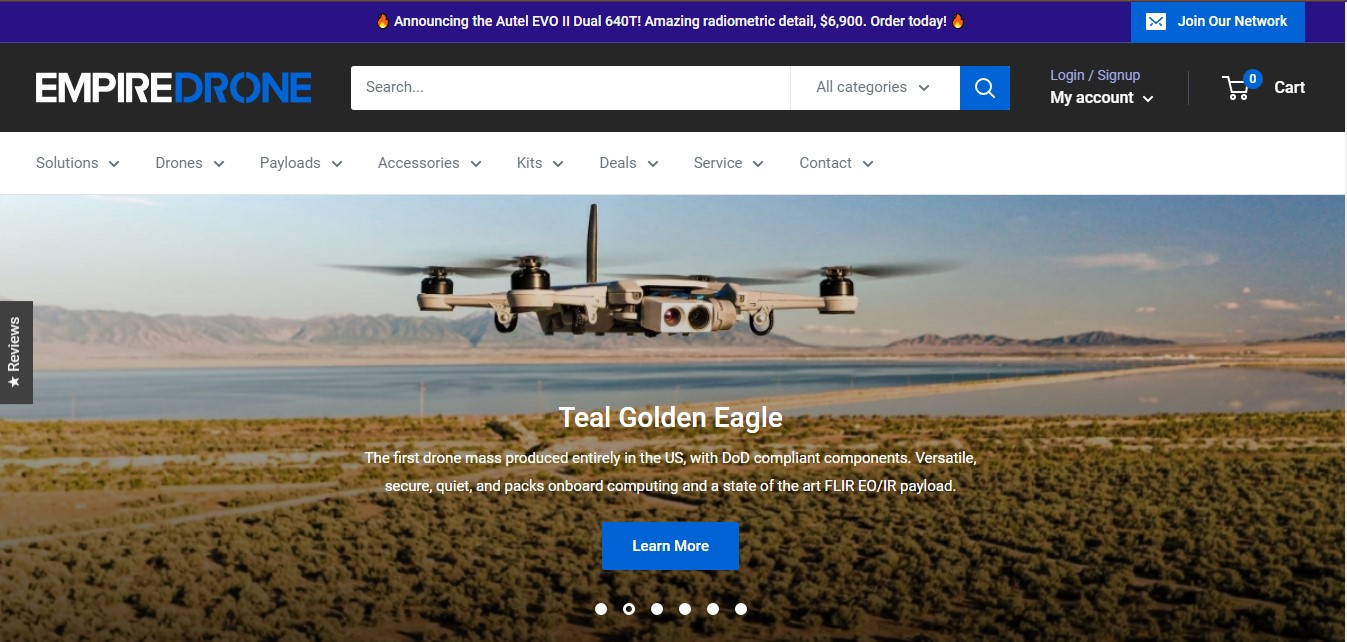 🔥 Announcing the Autel EVO II Dual 640T! Amazing radiometric detail, $6,900. Order today! 🔥
Join Our Network
EMPIREDRONE
Search...
All categories
Login / Signup
My account
0
Cart
Solutions
Drones
Payloads
Accessories
Kits
Deals
Service
Contact
★ Reviews
Teal Golden Eagle
The first drone mass produced entirely in the US, with DoD compliant components. Versatile,
secure, quiet, and packs onboard computing and a state of the art FLIR EO/IR payload.
Learn More